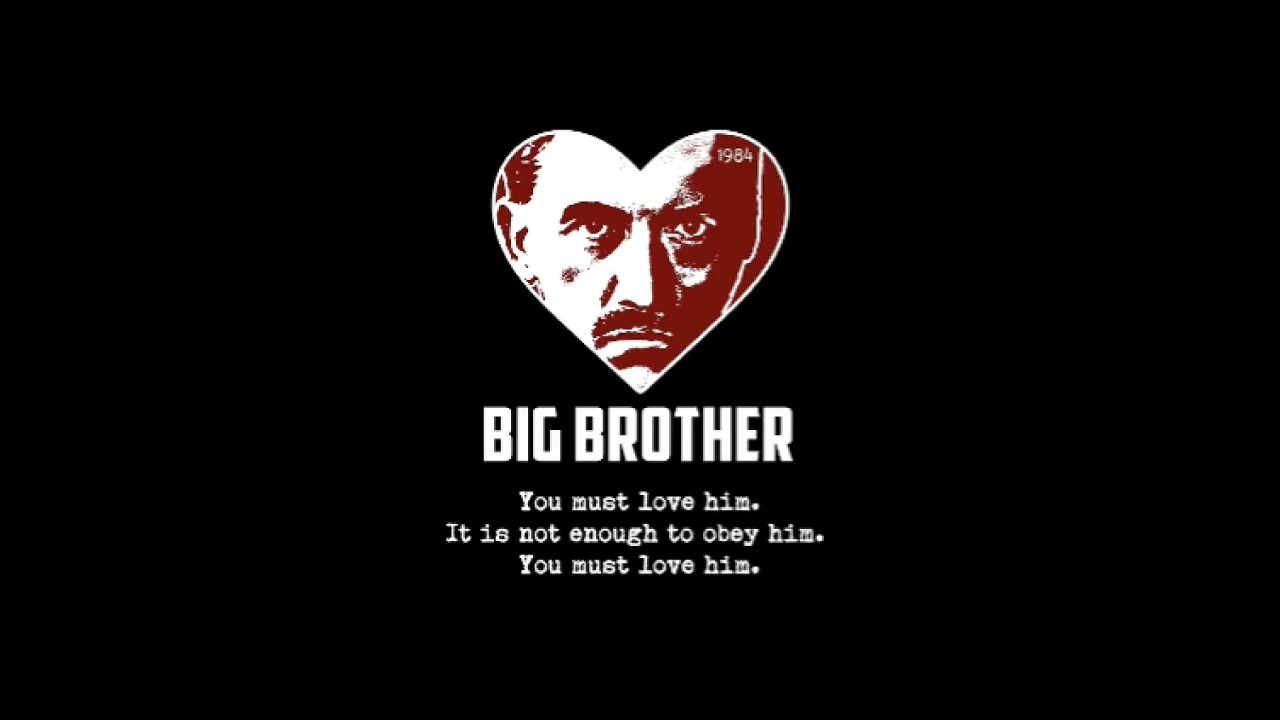 1984
BIG BROTHER
You must love him.
It is not enough to obey him.
You must love him.